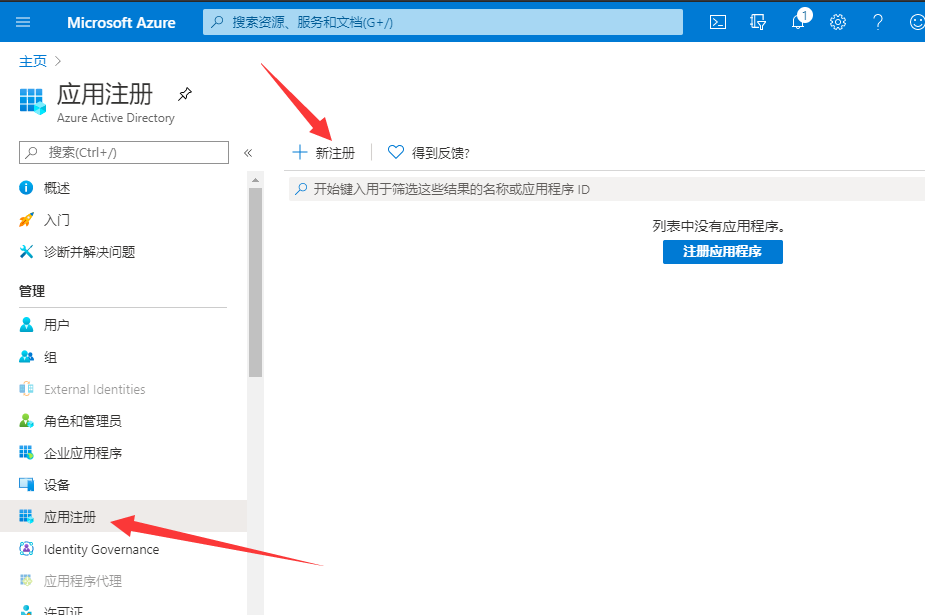 Microsoft Azure
搜索资源、服务和文档(G+/)
1
主页
应用注册
Azure Active Directory
搜索(Ctrl+/)
«
新注册
得到反馈?
开始键入用于筛选这些结果的名称或应用程序 ID
列表中没有应用程序。
注册应用程序
概述
入门
诊断并解决问题
管理
用户
组
External Identities
角色和管理员
企业应用程序
设备
应用注册
Identity Governance
应用程序代理
许可证